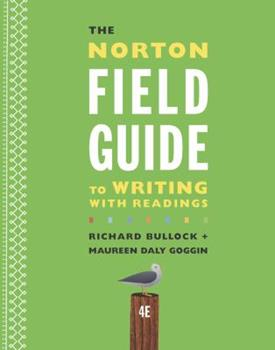 THE
NORTON
FIELD
GUIDE
TO WRITING
WITH READINGS
RICHARD BULLOCK +
MAUREEN DALY GOGGIN
4E